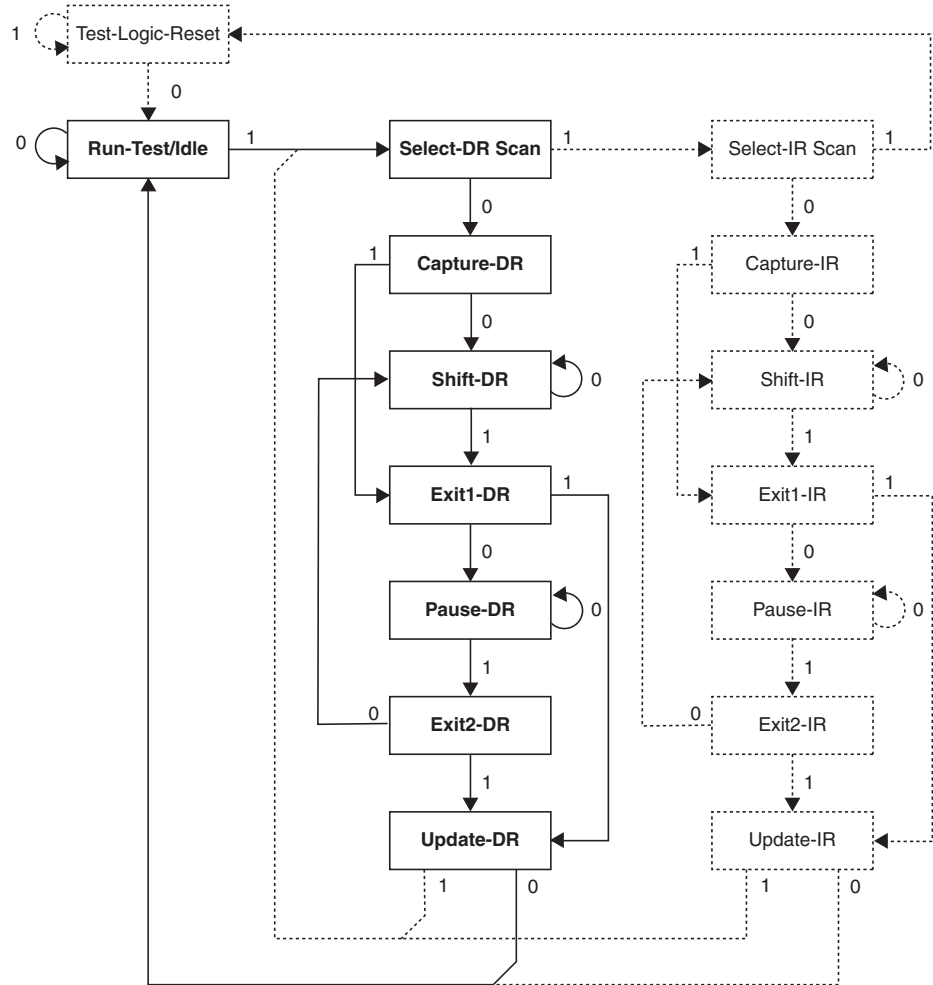 Test-Logic-Reset
1
0
Run-Test/Idle
0
1
Select-DR Scan
1
Select-IR Scan
1
0
0
Capture-DR
1
Capture-IR
1
0
0
Shift-DR
0
Shift-IR
0
1
1
Exit1-DR
1
Exit1-IR
1
0
0
Pause-DR
0
Pause-IR
0
1
1
Exit2-DR
0
Exit2-IR
0
1
1
Update-DR
Update-IR
1
0
1
0